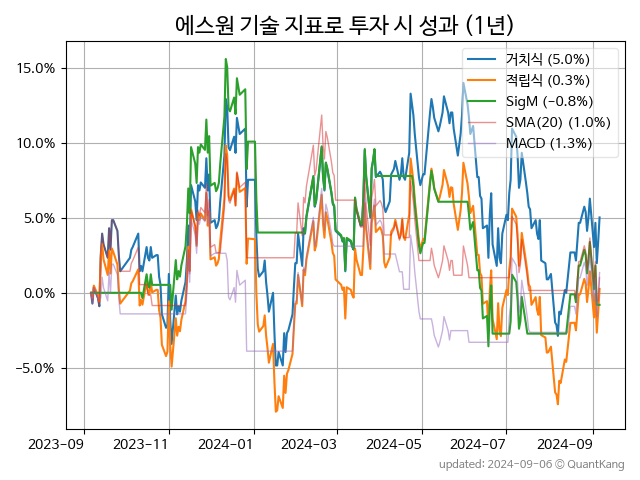 에스원 기술 지표로 투자 시 성과 (1년)
거치식 (5.0%)
적립식 (0.3%)
SigM (−0.8%)
SMA(20) (1.0%)
MACD (1.3%)
15.0%
10.0%
5.0%
0.0%
−5.0%
2023-09
2023-11
2024-01
2024-03
2024-05
2024-07
2024-09
updated: 2024-09-06 ⓒ QuantKang